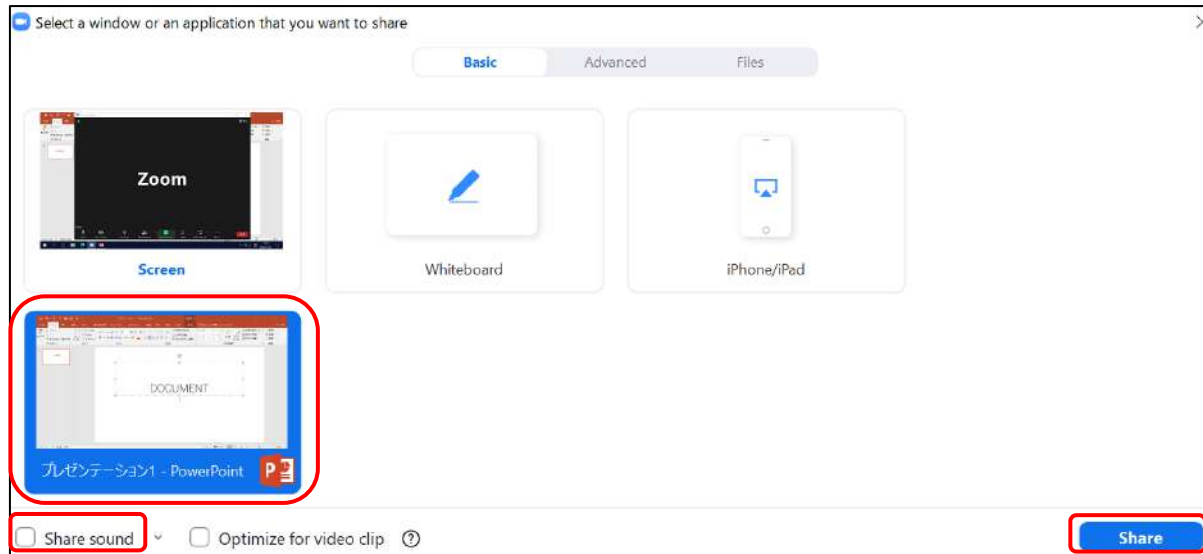 Select a window or an application that you want to share
Basic
Advanced
Files
Zoom
Screen
Whiteboard
iPhone/iPad
DOCUMENT
プレゼンテーション1 - PowerPoint
P
Share sound
Optimize for video clip
?
Share